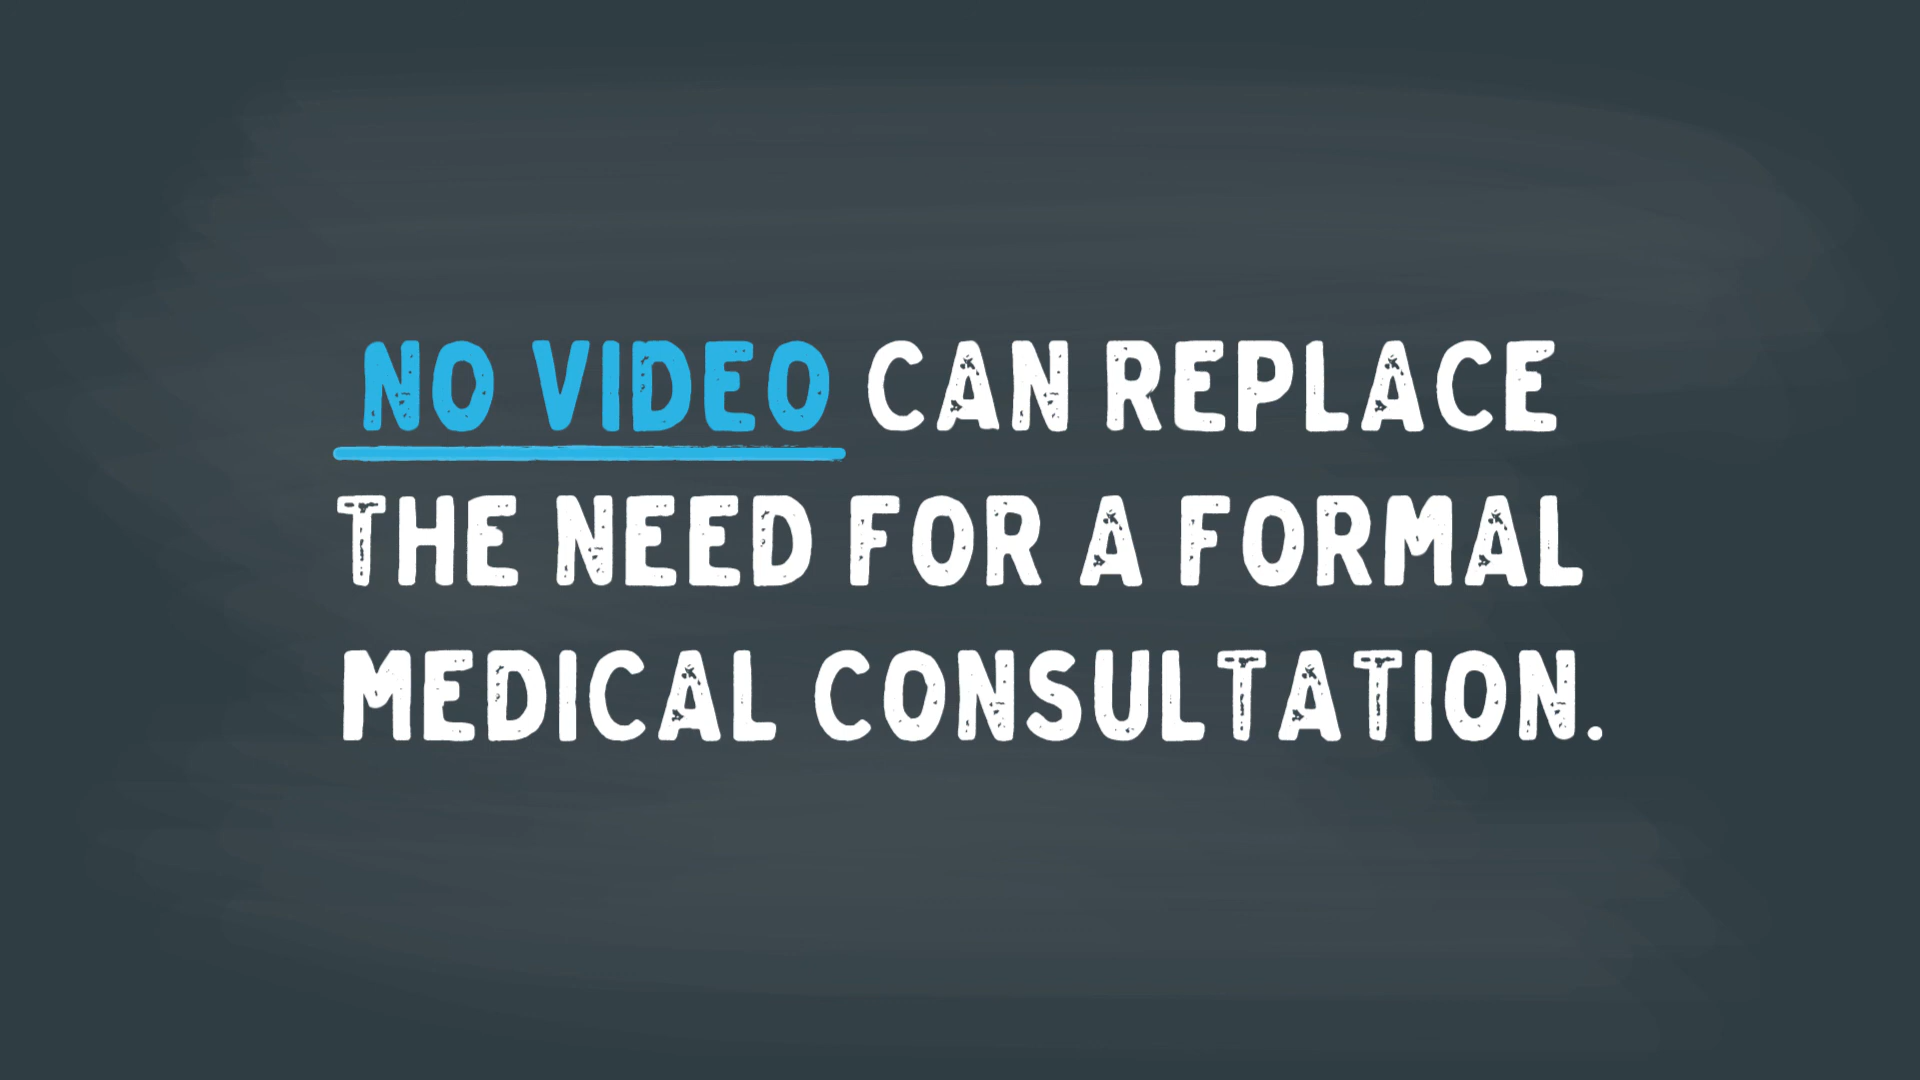 NO VIDEO CAN REPLACE
THE NEED FOR A FORMAL
MEDICAL CONSULTATION.